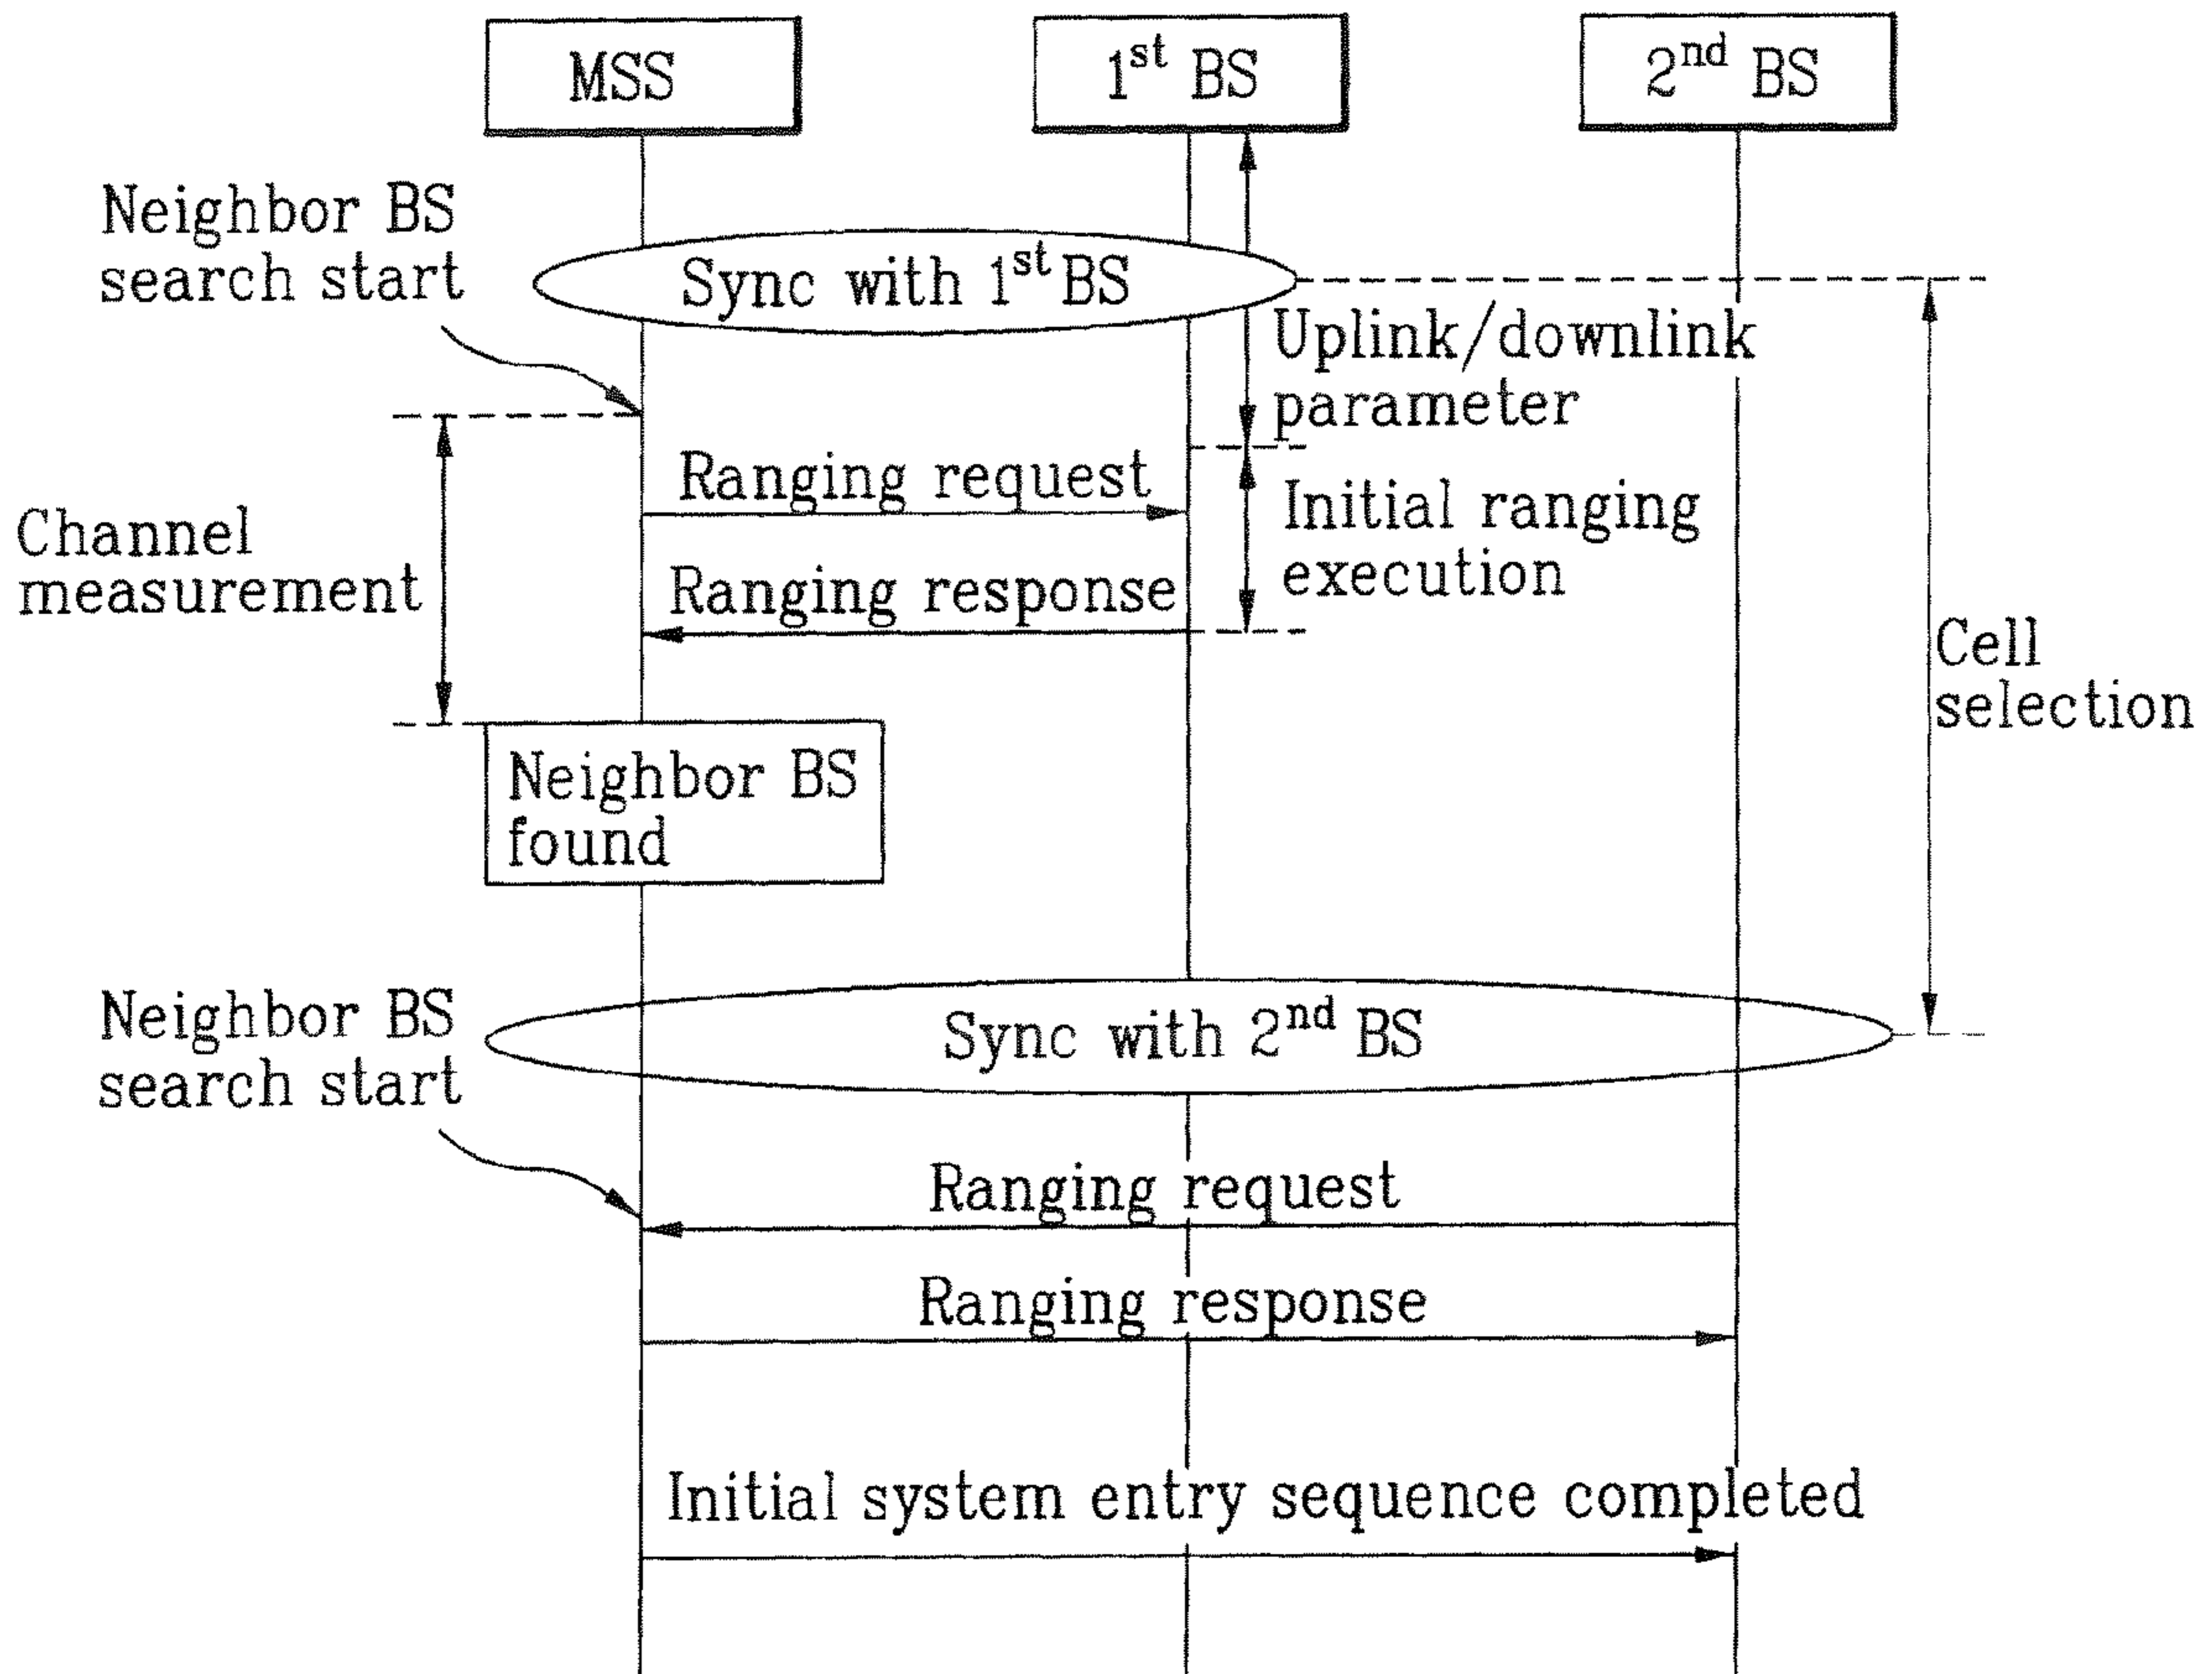 MSS
1st BS
2nd BS
Neighbor BS
search start
Sync with 1st BS
Uplink/downlink
parameter
Ranging request
Initial ranging
execution
Channel
measurement
Ranging response
Cell
selection
Neighbor BS
found
Neighbor BS
search start
Sync with 2nd BS
Ranging request
Ranging response
Initial system entry sequence completed